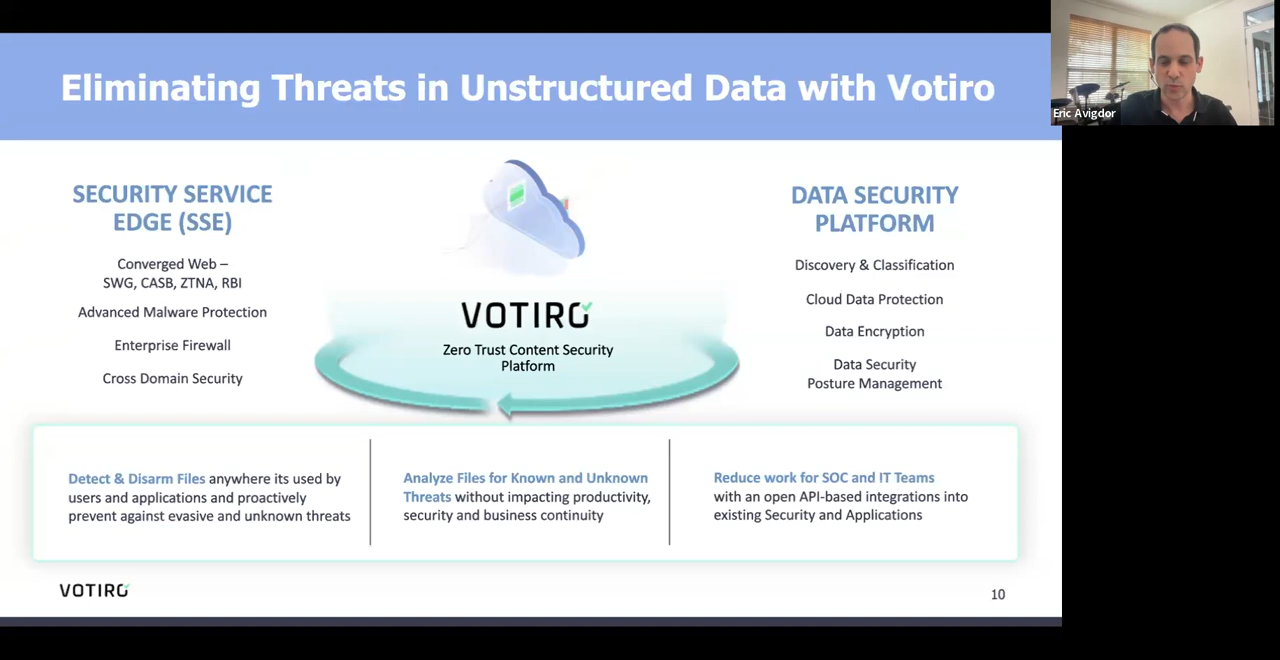 Eliminating Threats in Unstructured Data with Votiro
Eric Avigdor
SECURITY SERVICE
EDGE (SSE)
Converged Web –
SWG, CASB, ZTNA, RBI
Advanced Malware Protection
Enterprise Firewall
Cross Domain Security
VOTIRO
Zero Trust Content Security
Platform
DATA SECURITY
PLATFORM
Discovery & Classification
Cloud Data Protection
Data Encryption
Data Security
Posture Management
Detect & Disarm Files anywhere its used by
users and applications and proactively
prevent against evasive and unknown threats
Analyze Files for Known and Unknown
Threats without impacting productivity,
security and business continuity
Reduce work for SOC and IT Teams
with an open API-based integrations into
existing Security and Applications
VOTIRO
10